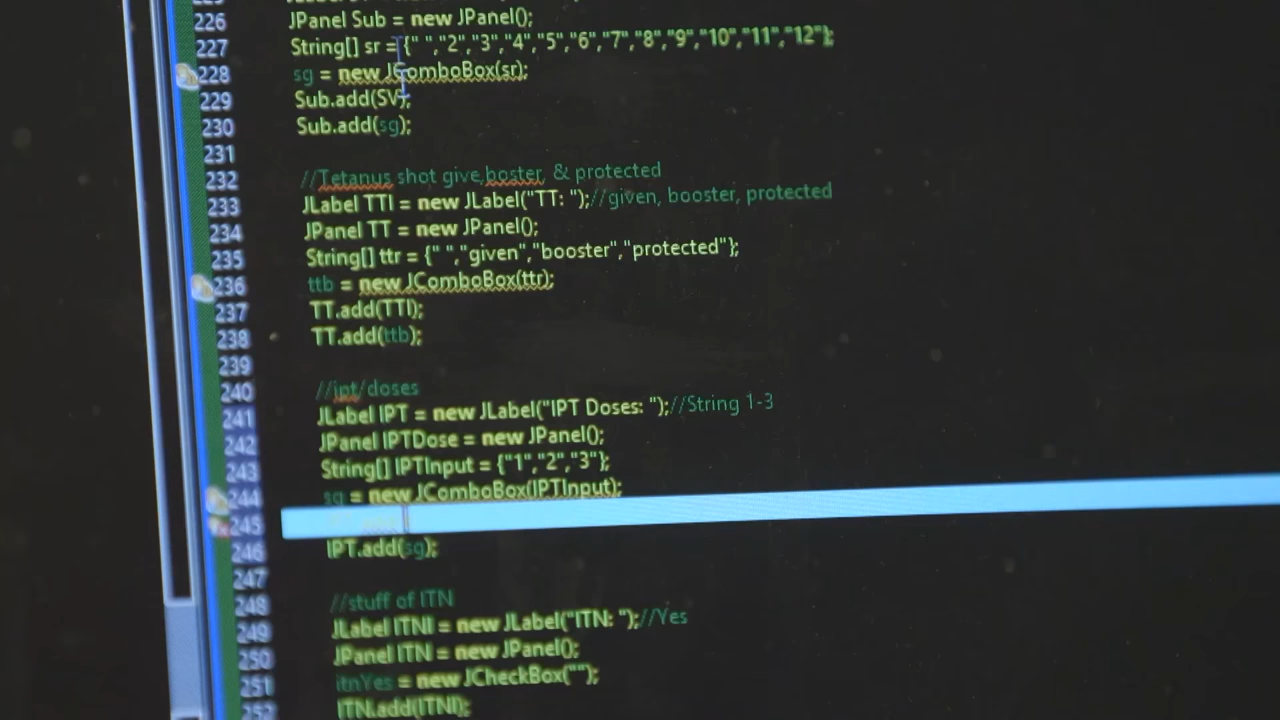 226 JPanel Sub = new JPanel();
227 String[] sr = {" ","2","3","4","5","6","7","8","9","10","11","12"};
228 sg = new JComboBox(sr);
229 Sub.add(SV);
230 Sub.add(sg);
231
232 //Tetanus shot give,boster, & protected
233 JLabel TTl = new JLabel("TT: ");//given, booster, protected
234 JPanel TT = new JPanel();
235 String[] ttr = {" ","given","booster","protected"};
236 ttb = new JComboBox(ttr);
237 TT.add(TTl);
238 TT.add(ttb);
239
240 //ipt/doses
241 JLabel IPT = new JLabel("IPT Doses: ");//String 1-3
242 JPanel IPTDose = new JPanel();
243 String[] IPTInput = {"1","2","3"};
244 sg = new JComboBox(IPTInput);
245
246 IPT.add(sg);
247
248 //stuff of ITN
249 JLabel ITNl = new JLabel("ITN: ");//Yes
250 JPanel ITN = new JPanel();
251 itnYes = new JCheckBox("");
252 ITN.add(ITNl);